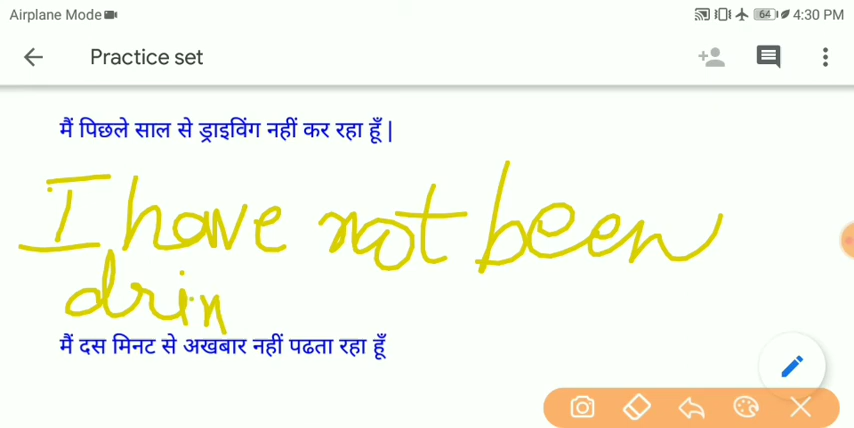 Airplane Mode
64 4:30 PM
Practice set
मैं पिछले साल से ड्राइविंग नहीं कर रहा हूँ |
I have not been
drin
मैं दस मिनट से अखबार नहीं पढता रहा हूँ